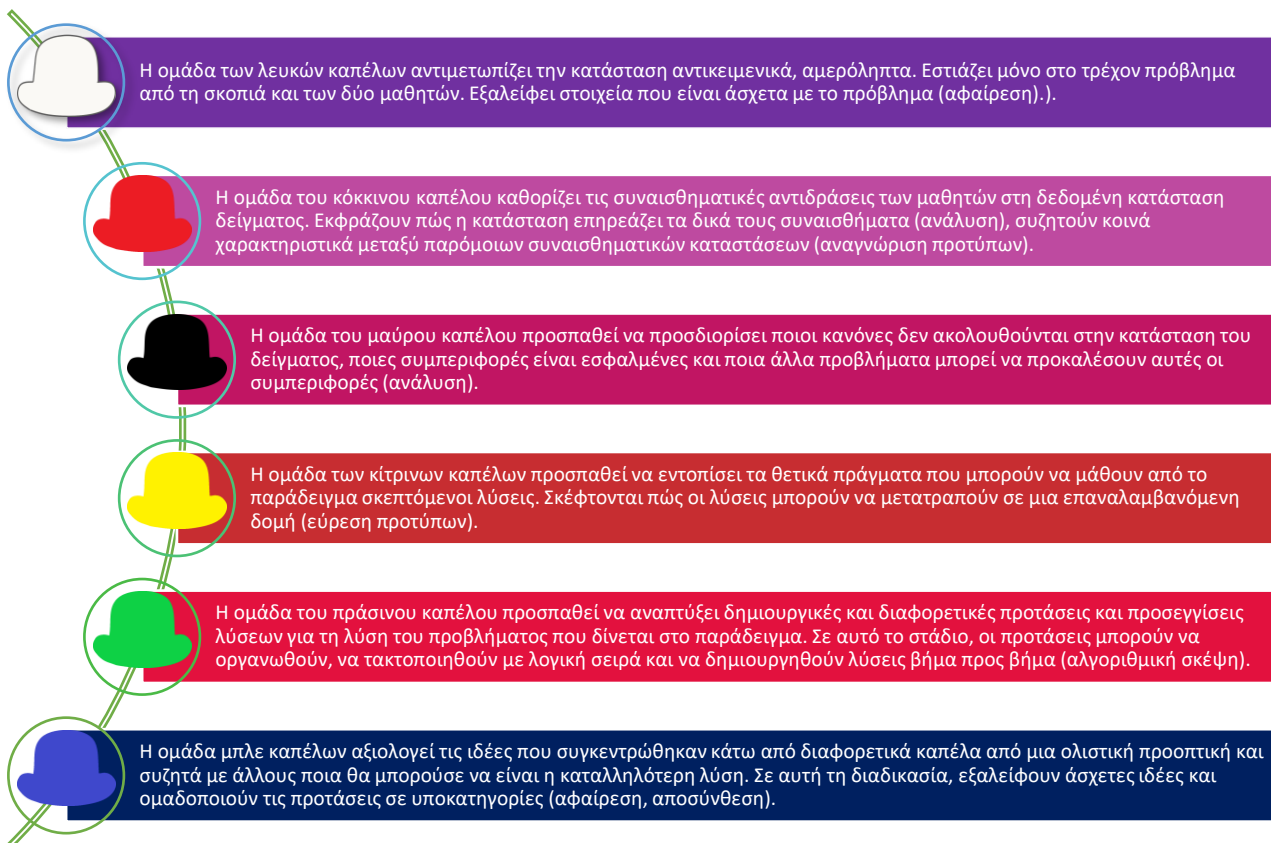 Η ομάδα των λευκών καπέλων αντιμετωπίζει την κατάσταση αντικειμενικά, αμερόληπτα. Εστιάζει μόνο στο τρέχον πρόβλημα
από τη σκοπιά και των δύο μαθητών. Εξαλείφει στοιχεία που είναι άσχετα με το πρόβλημα (αφαίρεση).).
Η ομάδα του κόκκινου καπέλου καθορίζει τις συναισθηματικές αντιδράσεις των μαθητών στη δεδομένη κατάσταση
δείγματος. Εκφράζουν πώς η κατάσταση επηρεάζει τα δικά τους συναισθήματα (ανάλυση), συζητούν κοινά
χαρακτηριστικά μεταξύ παρόμοιων συναισθηματικών καταστάσεων (αναγνώριση προτύπων).
Η ομάδα του μαύρου καπέλου προσπαθεί να προσδιορίσει ποιοι κανόνες δεν ακολουθούνται στην κατάσταση του
δείγματος, ποιες συμπεριφορές είναι εσφαλμένες και ποια άλλα προβλήματα μπορεί να προκαλέσουν αυτές οι
συμπεριφορές (ανάλυση).
Η ομάδα των κίτρινων καπέλων προσπαθεί να εντοπίσει τα θετικά πράγματα που μπορούν να μάθουν από το
παράδειγμα σκεπτόμενοι λύσεις. Σκέφτονται πώς οι λύσεις μπορούν να μετατραπούν σε μια επαναλαμβανόμενη
δομή (εύρεση προτύπων).
Η ομάδα του πράσινου καπέλου προσπαθεί να αναπτύξει δημιουργικές και διαφορετικές προτάσεις και προσεγγίσεις
λύσεων για τη λύση του προβλήματος που δίνεται στο παράδειγμα. Σε αυτό το στάδιο, οι προτάσεις μπορούν να
οργανωθούν, να τακτοποιηθούν με λογική σειρά και να δημιουργηθούν λύσεις βήμα προς βήμα (αλγοριθμική σκέψη).
Η ομάδα μπλε καπέλων αξιολογεί τις ιδέες που συγκεντρώθηκαν κάτω από διαφορετικά καπέλα από μια ολιστική προοπτική και
συζητά με άλλους ποια θα μπορούσε να είναι η καταλληλότερη λύση. Σε αυτή τη διαδικασία, εξαλείφουν άσχετες ιδέες και
ομαδοποιούν τις προτάσεις σε υποκατηγορίες (αφαίρεση, αποσύνθεση).